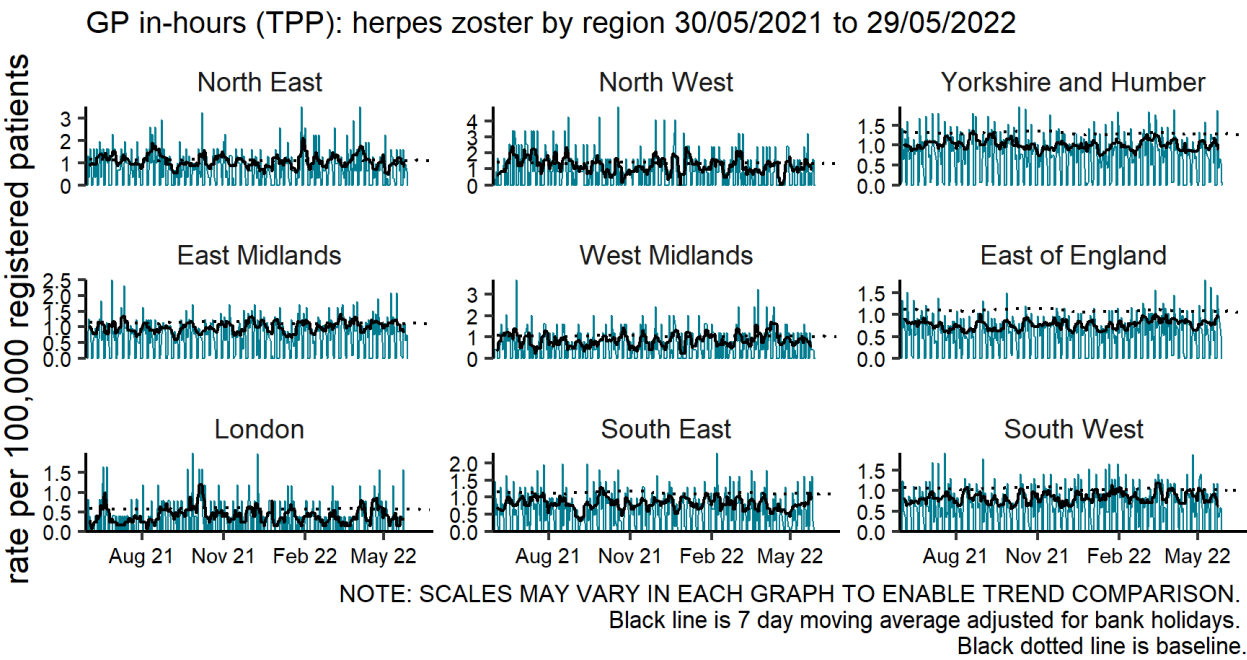 GP in-hours (TPP): herpes zoster by region 30/05/2021 to 29/05/2022
rate per 100,000 registered patients
North East
3
2
1
0
North West
4
3
2
1
0
Yorkshire and Humber
1.5
1.0
0.5
0.0
East Midlands
2.5
2.0
1.5
1.0
0.5
0.0
West Midlands
3
2
1
0
East of England
1.5
1.0
0.5
0.0
London
1.5
1.0
0.5
0.0
South East
2.0
1.5
1.0
0.5
0.0
South West
1.5
1.0
0.5
0.0
Aug 21 Nov 21 Feb 22 May 22
Aug 21 Nov 21 Feb 22 May 22
Aug 21 Nov 21 Feb 22 May 22
NOTE: SCALES MAY VARY IN EACH GRAPH TO ENABLE TREND COMPARISON.
Black line is 7 day moving average adjusted for bank holidays.
Black dotted line is baseline.